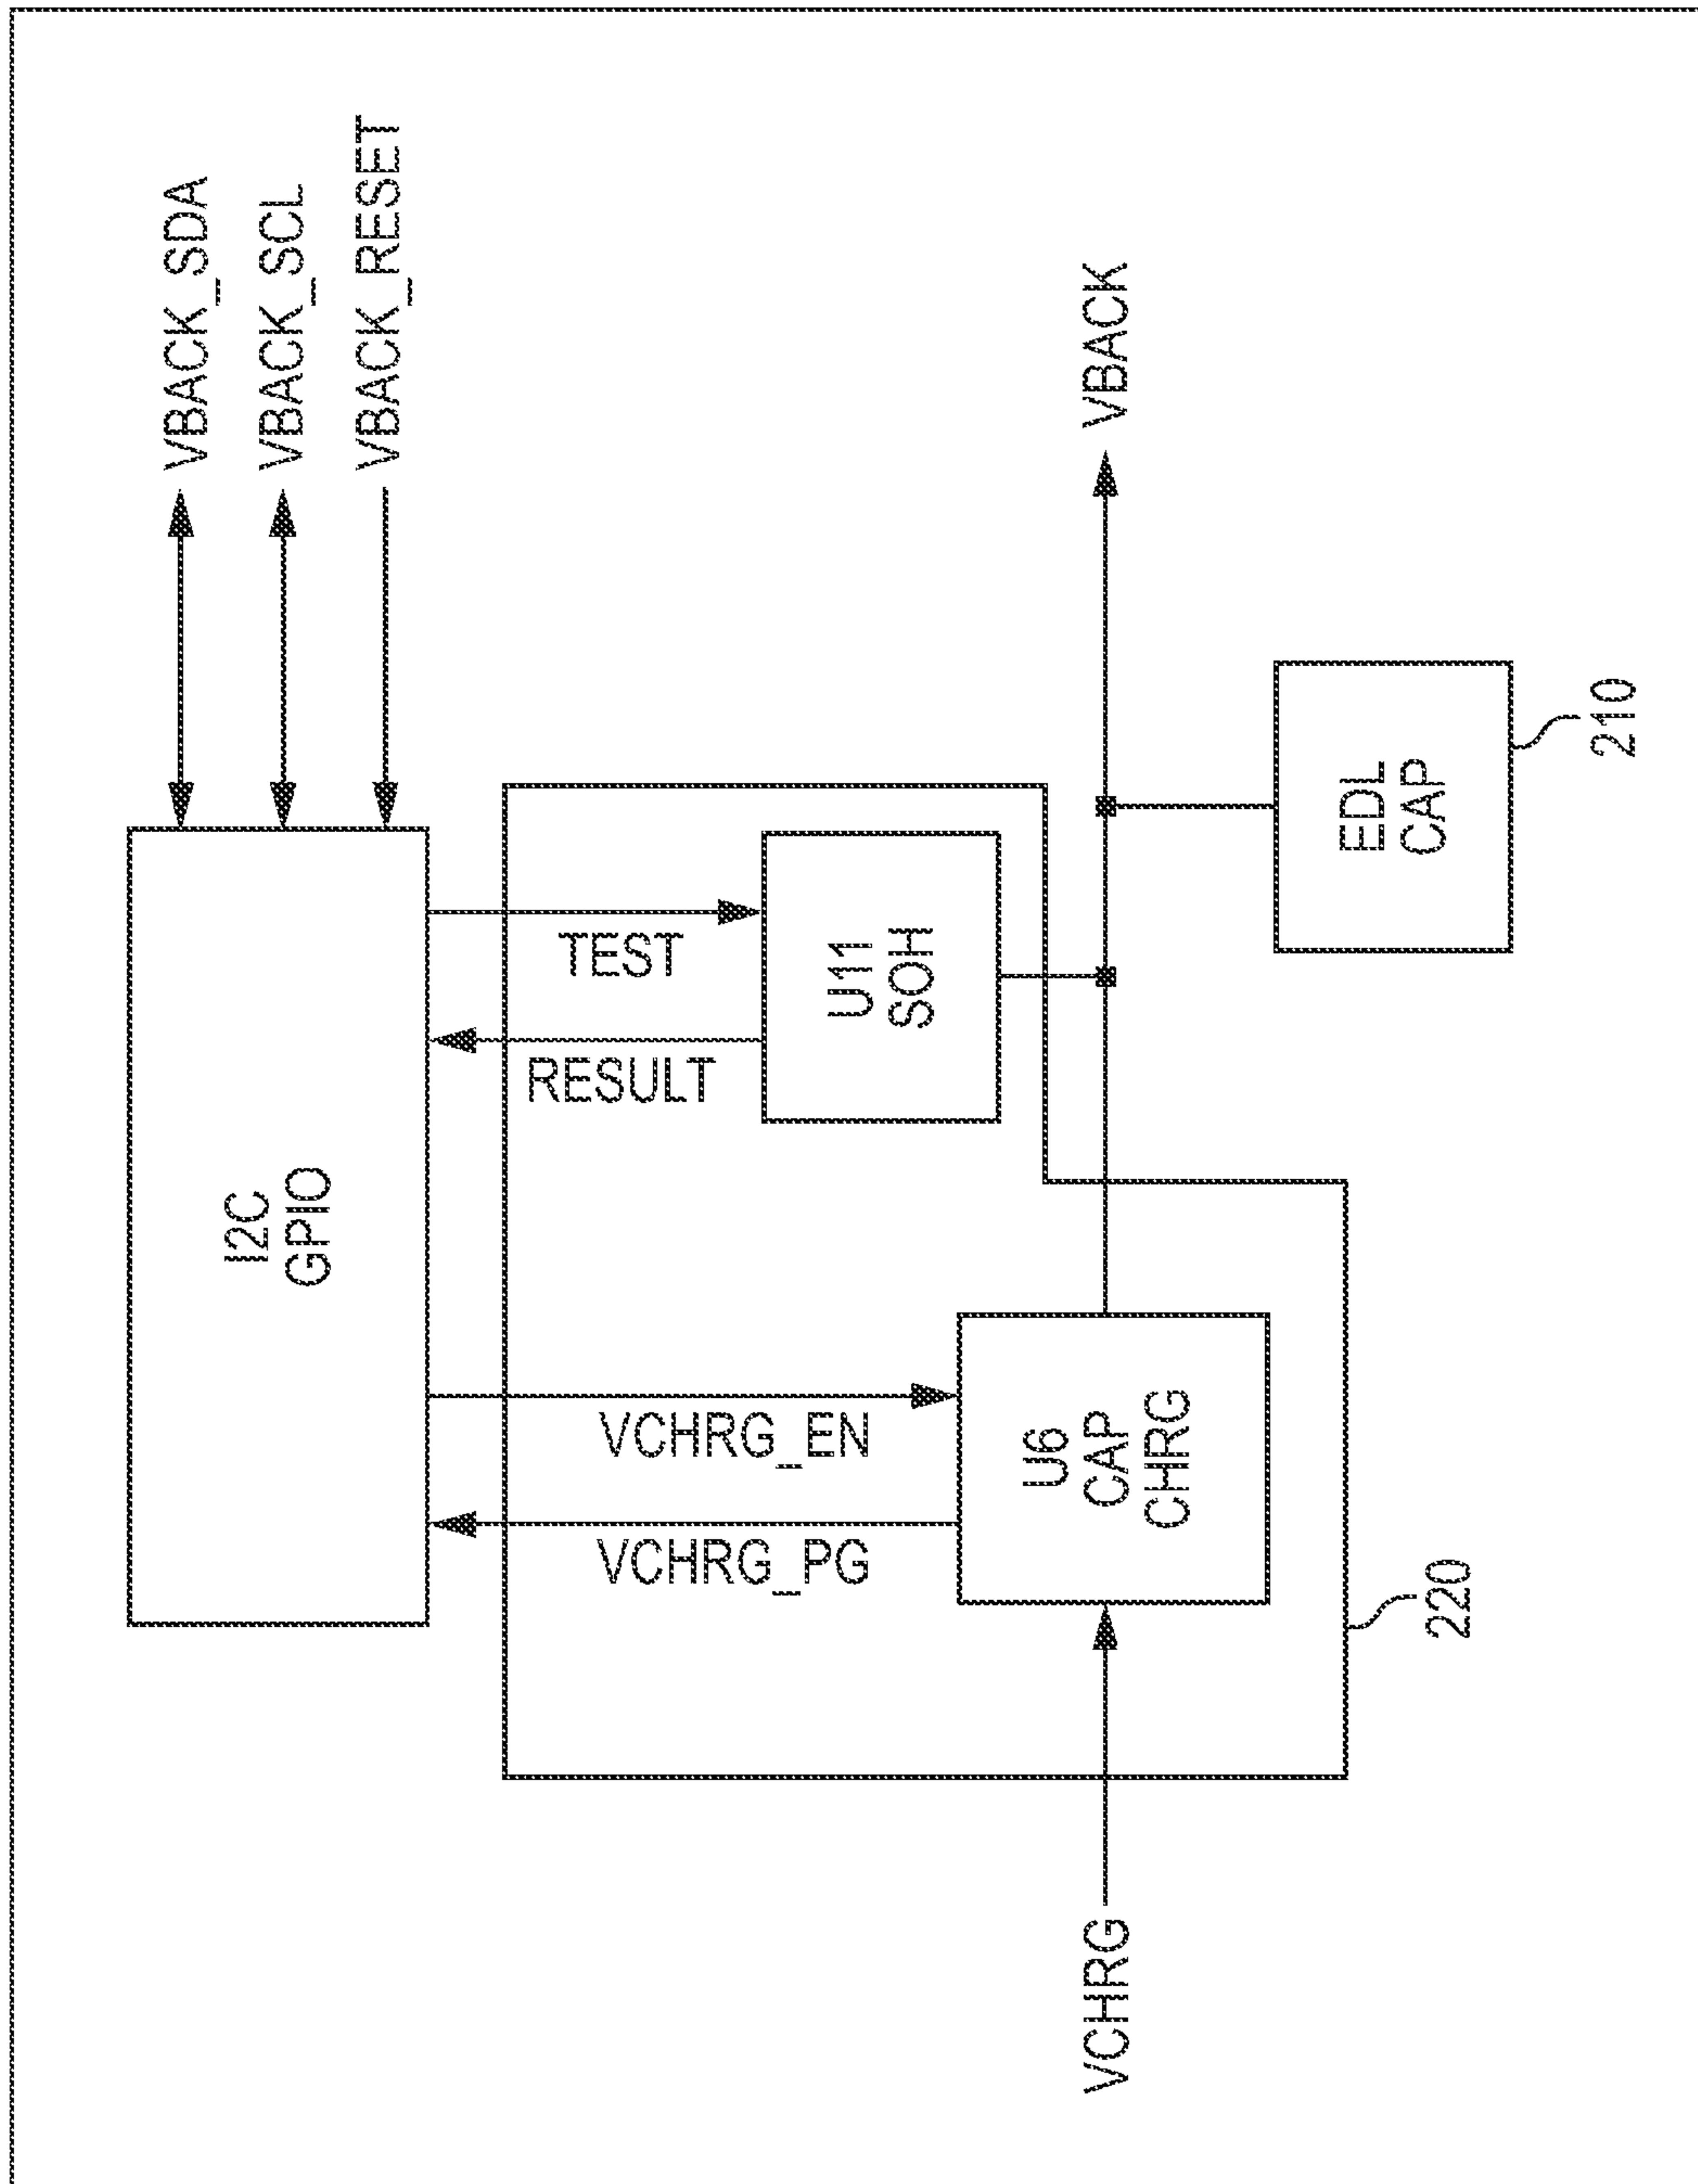 VBACK_SDA
VBACK_SCL
VBACK_RESET
I2C
GPIO
VCHRG_PG
VCHRG_EN
RESULT
TEST
U11
SOH
U6
CAP
CHRG
VCHRG
VBACK
EDL
CAP
220
210